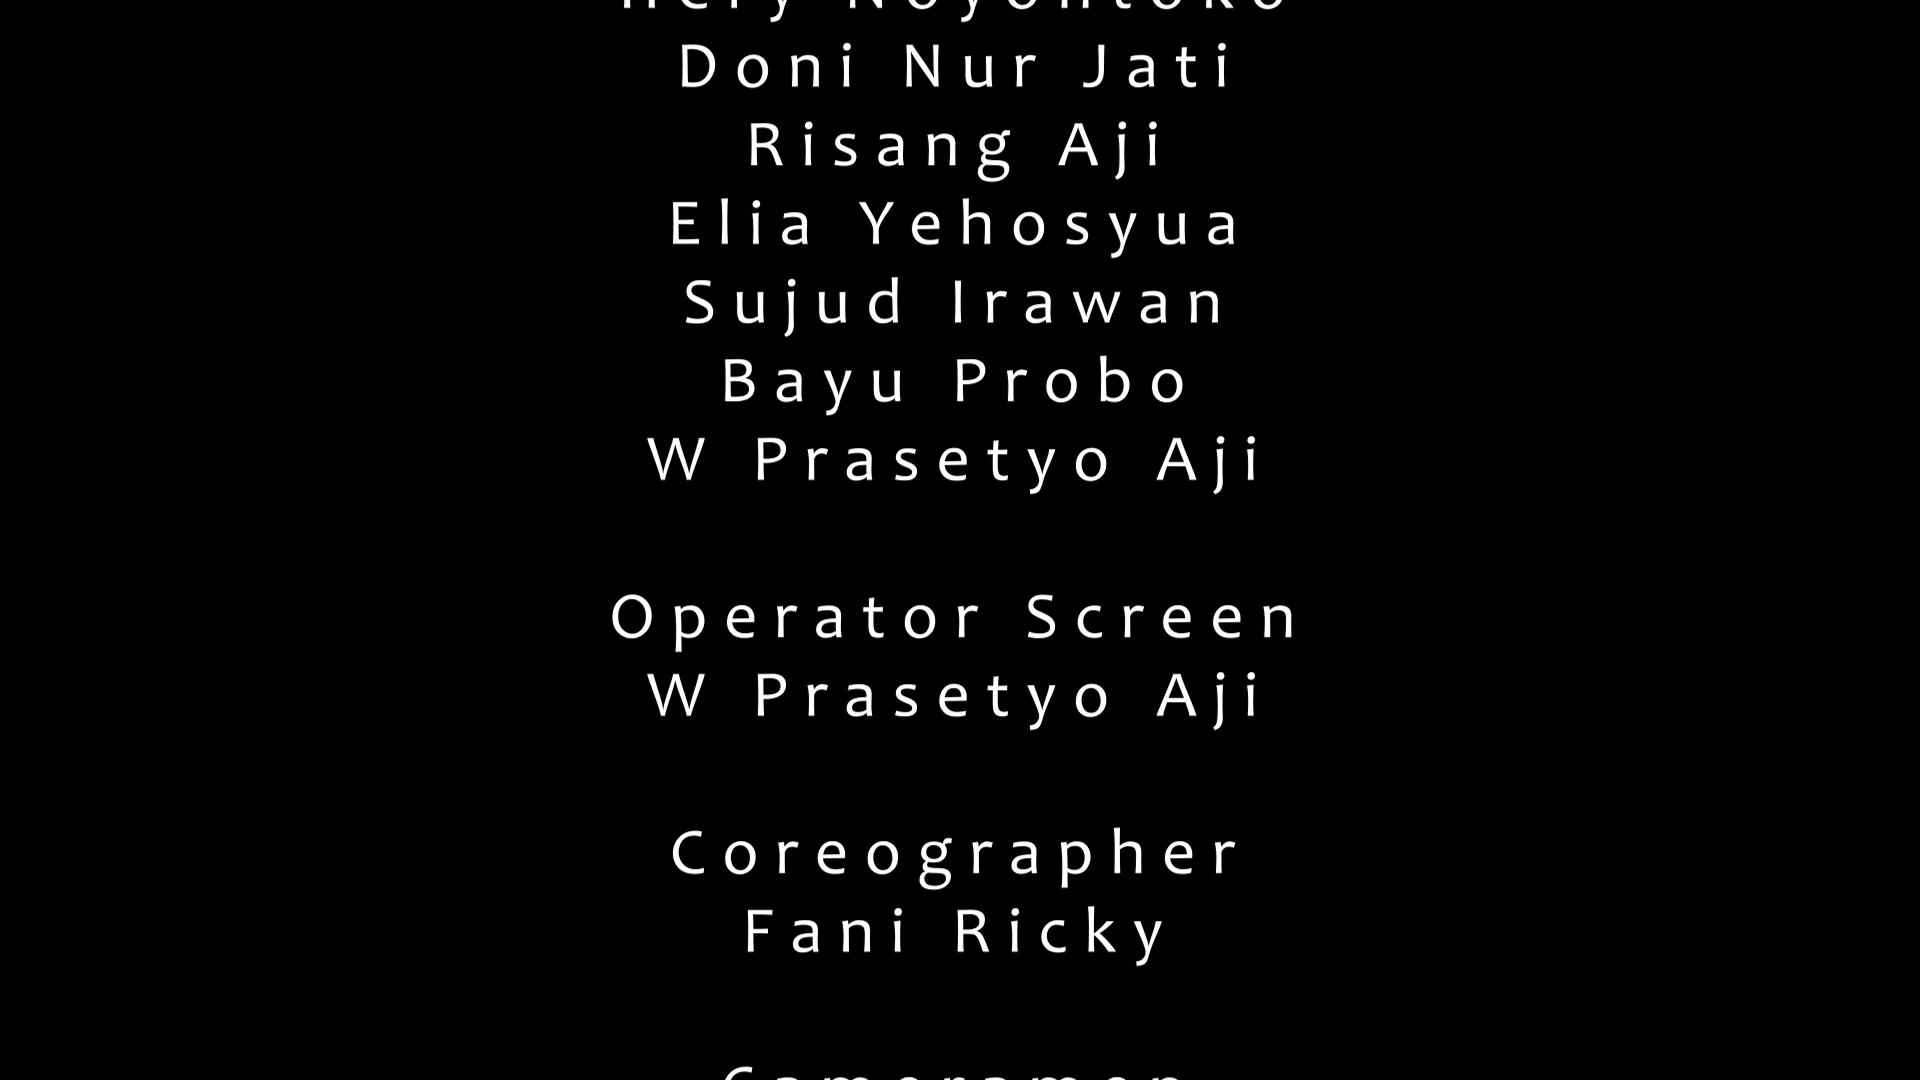 Doni Nur Jati
Risang Aji
Elia Yehosyua
Sujud Irawan
Bayu Probo
W Prasetyo Aji
Operator Screen
W Prasetyo Aji
Coreographer
Fani Ricky
Cameraman